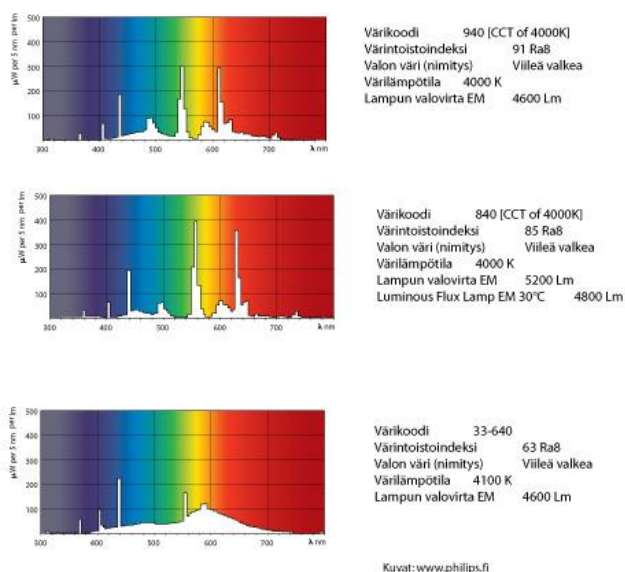 μW per 5 nm per lm
500
400
300
200
100
300 400 500 600 700 λ nm
Värikoodi 940 [CCT of 4000K]
Värintoistoindeksi 91 Ra8
Valon väri (nimitys) Viileä valkea
Värilämpötila 4000 K
Lampun valovirta EM 4600 Lm
μW per 5 nm per lm
500
400
300
200
100
300 400 500 600 700 λ nm
Värikoodi 840 [CCT of 4000K]
Värintoistoindeksi 85 Ra8
Valon väri (nimitys) Viileä valkea
Värilämpötila 4000 K
Lampun valovirta EM 5200 Lm
Luminous Flux Lamp EM 30°C 4800 Lm
μW per 5 nm per lm
500
400
300
200
100
300 400 500 600 700 λ nm
Värikoodi 33-640
Värintoistoindeksi 63 Ra8
Valon väri (nimitys) Viileä valkea
Värilämpötila 4100 K
Lampun valovirta EM 4600 Lm
Kuvat: www.philips.fi